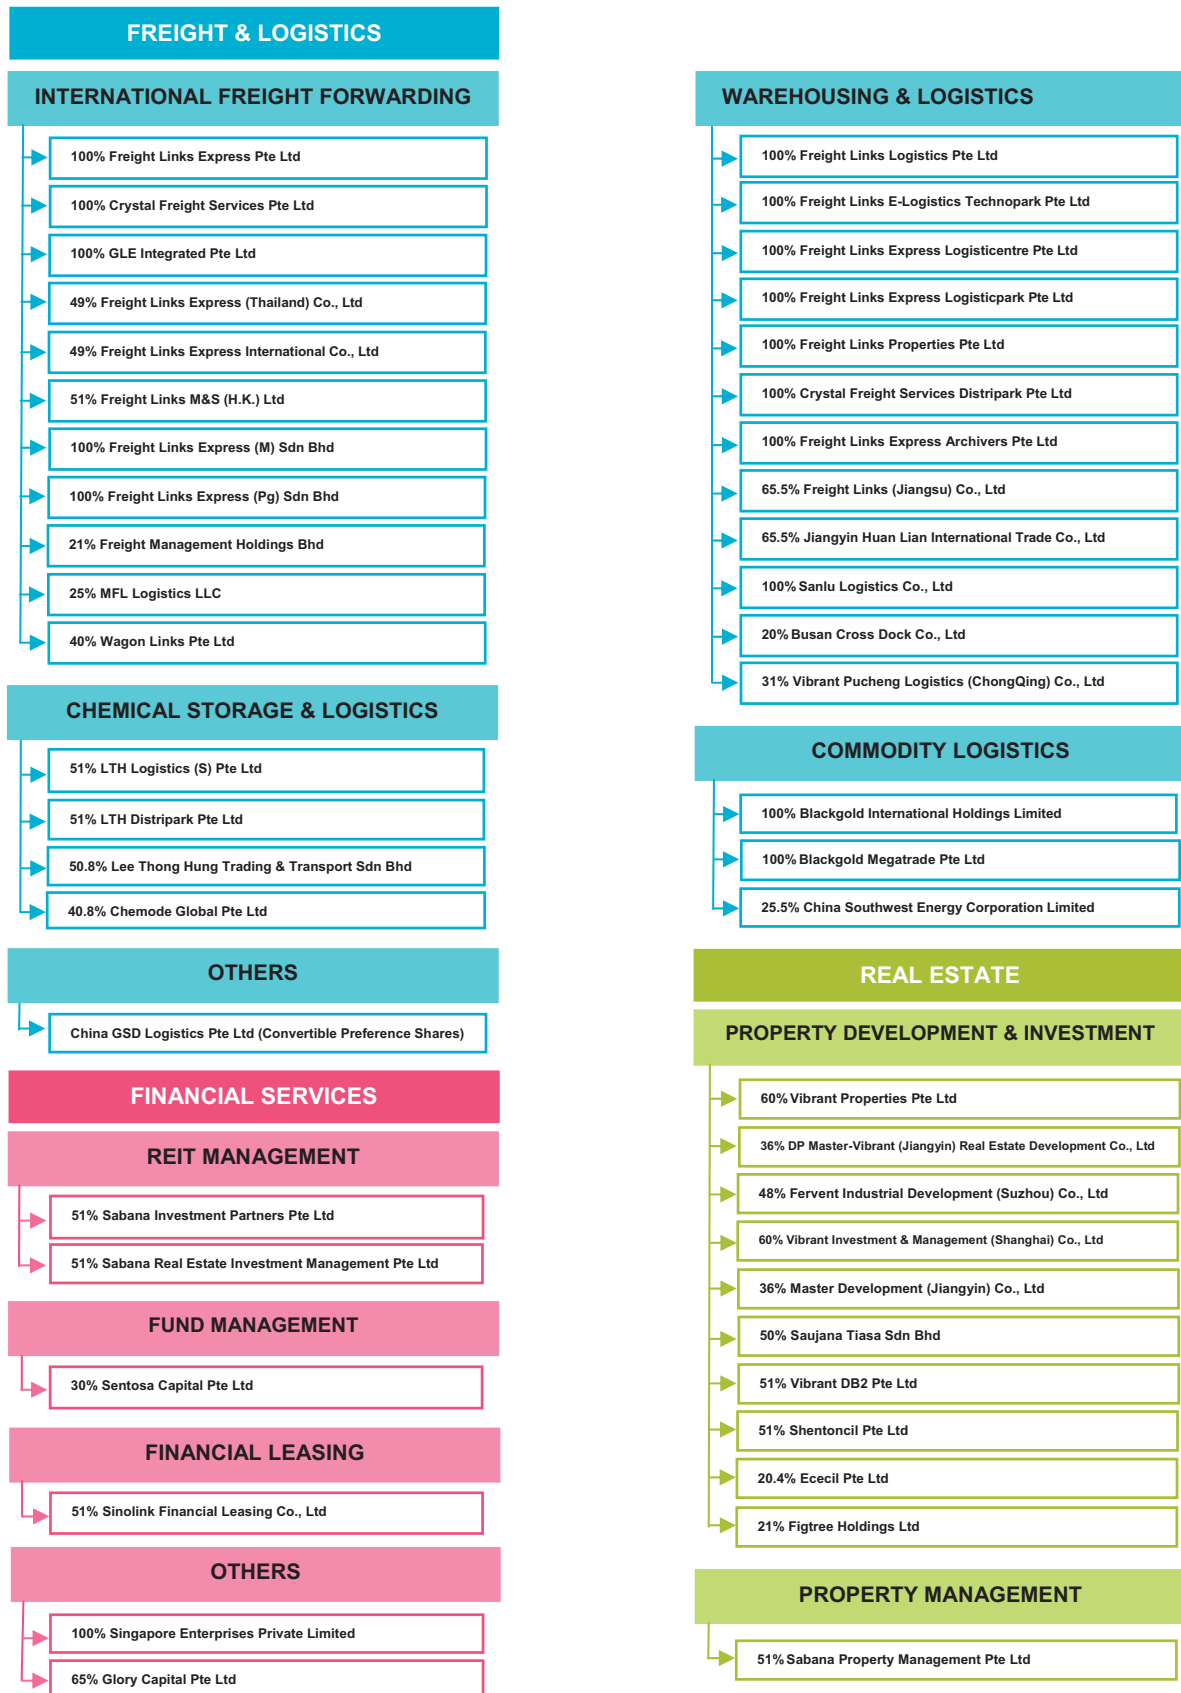 FREIGHT & LOGISTICS
INTERNATIONAL FREIGHT FORWARDING
100% Freight Links Express Pte Ltd
100% Crystal Freight Services Pte Ltd
100% GLE Integrated Pte Ltd
49% Freight Links Express (Thailand) Co., Ltd
49% Freight Links Express International Co., Ltd
51% Freight Links M&S (H.K.) Ltd
100% Freight Links Express (M) Sdn Bhd
100% Freight Links Express (Pg) Sdn Bhd
21% Freight Management Holdings Bhd
25% MFL Logistics LLC
40% Wagon Links Pte Ltd
CHEMICAL STORAGE & LOGISTICS
51% LTH Logistics (S) Pte Ltd
51% LTH Distripark Pte Ltd
50.8% Lee Thong Hung Trading & Transport Sdn Bhd
40.8% Chemode Global Pte Ltd
OTHERS
China GSD Logistics Pte Ltd (Convertible Preference Shares)
FINANCIAL SERVICES
REIT MANAGEMENT
51% Sabana Investment Partners Pte Ltd
51% Sabana Real Estate Investment Management Pte Ltd
FUND MANAGEMENT
30% Sentosa Capital Pte Ltd
FINANCIAL LEASING
51% Sinolink Financial Leasing Co., Ltd
OTHERS
100% Singapore Enterprises Private Limited
65% Glory Capital Pte Ltd
WAREHOUSING & LOGISTICS
100% Freight Links Logistics Pte Ltd
100% Freight Links E-Logistics Technopark Pte Ltd
100% Freight Links Express Logisticentre Pte Ltd
100% Freight Links Express Logisticpark Pte Ltd
100% Freight Links Properties Pte Ltd
100% Crystal Freight Services Distripark Pte Ltd
100% Freight Links Express Archivers Pte Ltd
65.5% Freight Links (Jiangsu) Co., Ltd
65.5% Jiangyin Huan Lian International Trade Co., Ltd
100% Sanlu Logistics Co., Ltd
20% Busan Cross Dock Co., Ltd
31% Vibrant Pucheng Logistics (ChongQing) Co., Ltd
COMMODITY LOGISTICS
100% Blackgold International Holdings Limited
100% Blackgold Megatrade Pte Ltd
25.5% China Southwest Energy Corporation Limited
REAL ESTATE
PROPERTY DEVELOPMENT & INVESTMENT
60% Vibrant Properties Pte Ltd
36% DP Master-Vibrant (Jiangyin) Real Estate Development Co., Ltd
48% Fervent Industrial Development (Suzhou) Co., Ltd
60% Vibrant Investment & Management (Shanghai) Co., Ltd
36% Master Development (Jiangyin) Co., Ltd
50% Saujana Tiasa Sdn Bhd
51% Vibrant DB2 Pte Ltd
51% Shentoncil Pte Ltd
20.4% Ececil Pte Ltd
21% Figtree Holdings Ltd
PROPERTY MANAGEMENT
51% Sabana Property Management Pte Ltd